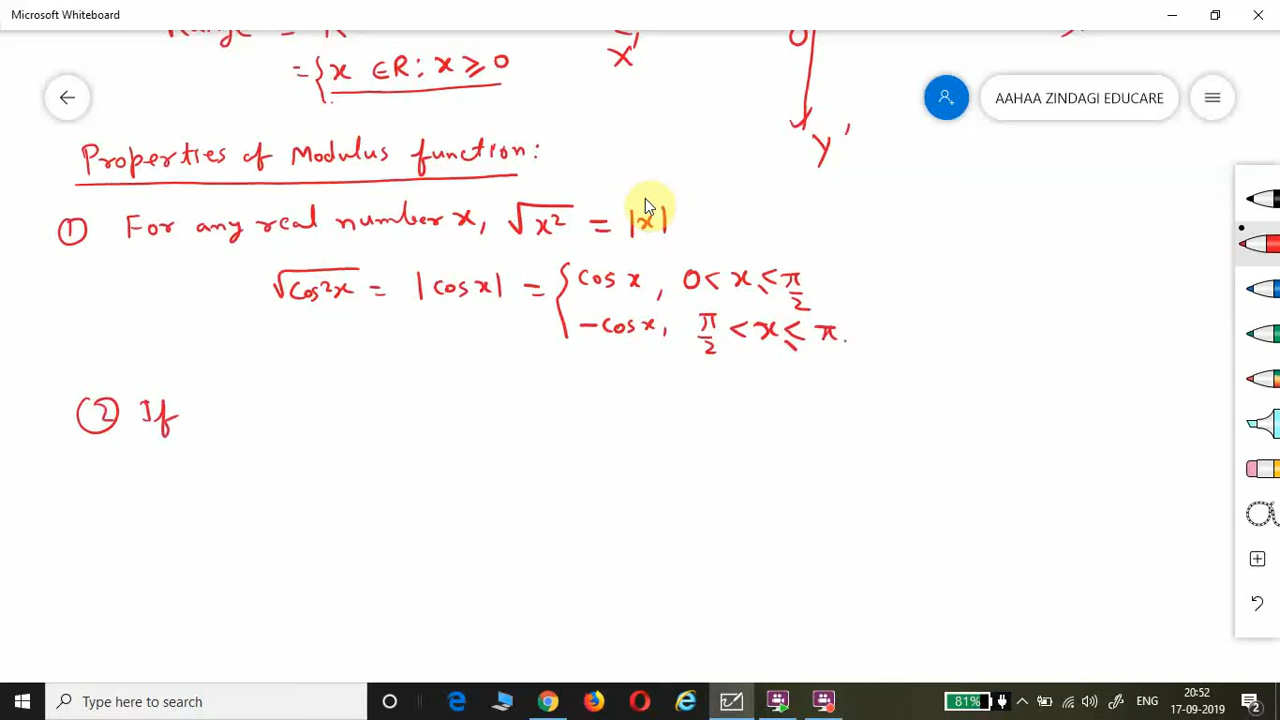 Microsoft Whiteboard
Range = R
= {x ∈R : x ⩾ 0
X'
O
Y'
AAHAA ZINDAGI EDUCARE
Properties of Modulus function:
① For any real number x, √x² = |x|
√cos²x = |cos x| = { cos x, 0 < x ≤ π/2
-cos x, π/2 < x ≤ π.
② If
Type here to search
81%
ENG
20:52
17-09-2019
2